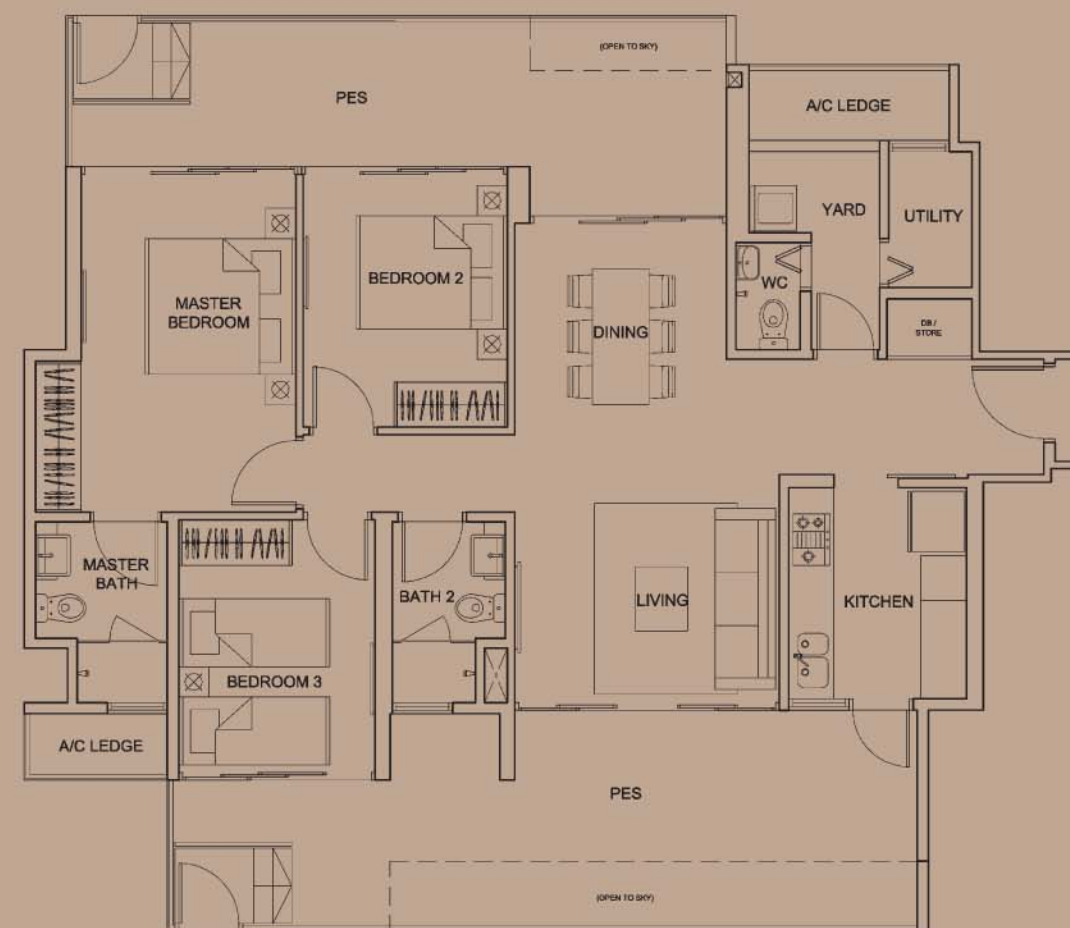 (OPEN TO SKY)
PES
A/C LEDGE
YARD
UTILITY
BEDROOM 2
WC
MASTER
BEDROOM
DINING
DB /
STORE
MASTER
BATH
BATH 2
LIVING
KITCHEN
BEDROOM 3
A/C LEDGE
PES
(OPEN TO SKY)